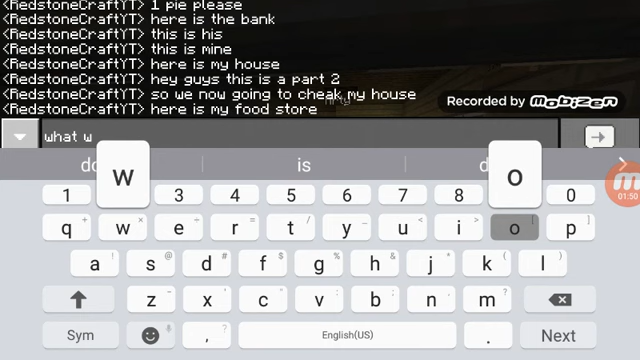 <RedstoneCraftYT> 1 pie please
<RedstoneCraftYT> here is the bank
<RedstoneCraftYT> this is his
<RedstoneCraftYT> this is mine
<RedstoneCraftYT> here is my house
<RedstoneCraftYT> hey guys this is a part 2
<RedstoneCraftYT> so we now going to cheak my house
<RedstoneCraftYT> here is my food store
Recorded by mobizen
what w
is
w o
1 3 4 5 6 7 8 0
1:50
q w e r t y u i o p
a s d f g h j k l
z x c v b n m
Sym , English(US) . Next